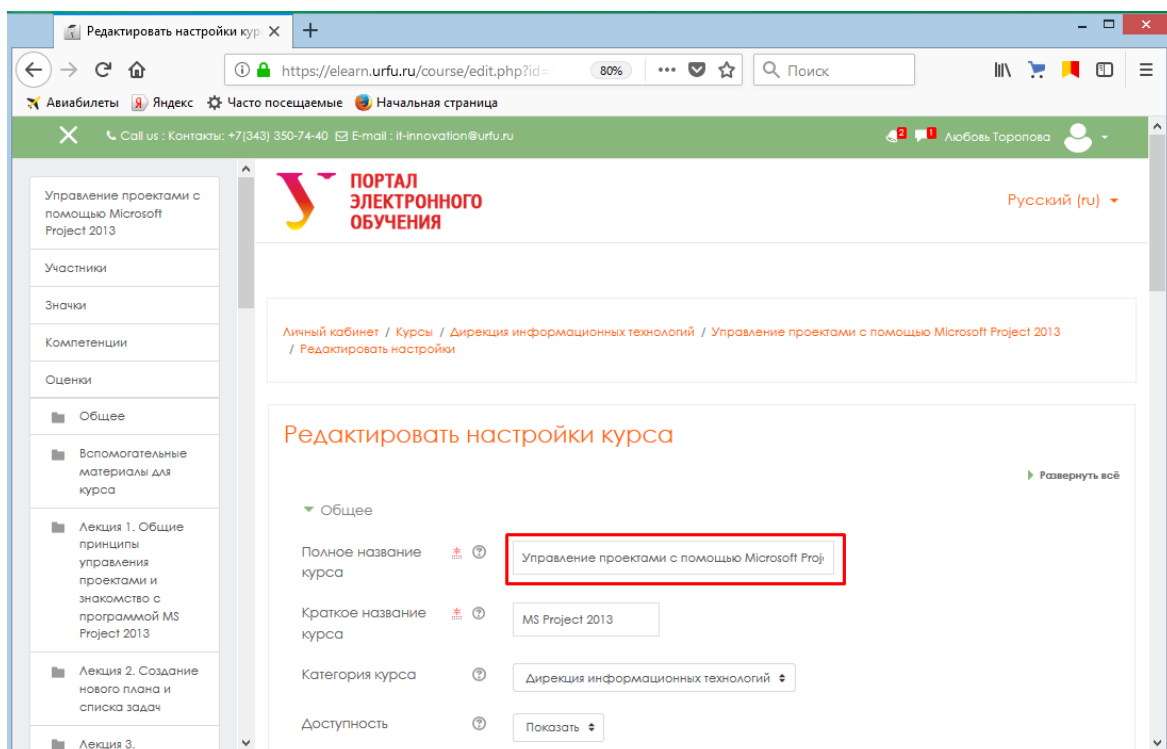 Редактировать настройки кур
https://elearn.urfu.ru/course/edit.php?id=
80%
Поиск
Авиабилеты Яндекс Часто посещаемые Начальная страница
Call us : Контакты: +7(343) 350-74-40 E-mail : it-innovation@urfu.ru
2 1 Любовь Торопова
Управление проектами с
помощью Microsoft
Project 2013
Участники
Значки
Компетенции
Оценки
Общее
Вспомогательные
материалы для
курса
Лекция 1. Общие
принципы
управления
проектами и
знакомство с
программой MS
Project 2013
Лекция 2. Создание
нового плана и
списка задач
Лекция 3.
ПОРТАЛ
ЭЛЕКТРОННОГО
ОБУЧЕНИЯ
Русский (ru)
Личный кабинет / Курсы / Дирекция информационных технологий / Управление проектами с помощью Microsoft Project 2013
/ Редактировать настройки
Редактировать настройки курса
Развернуть всё
Общее
Полное название
курса
Управление проектами с помощью Microsoft Proj
Краткое название
курса
MS Project 2013
Категория курса
Дирекция информационных технологий
Доступность
Показать